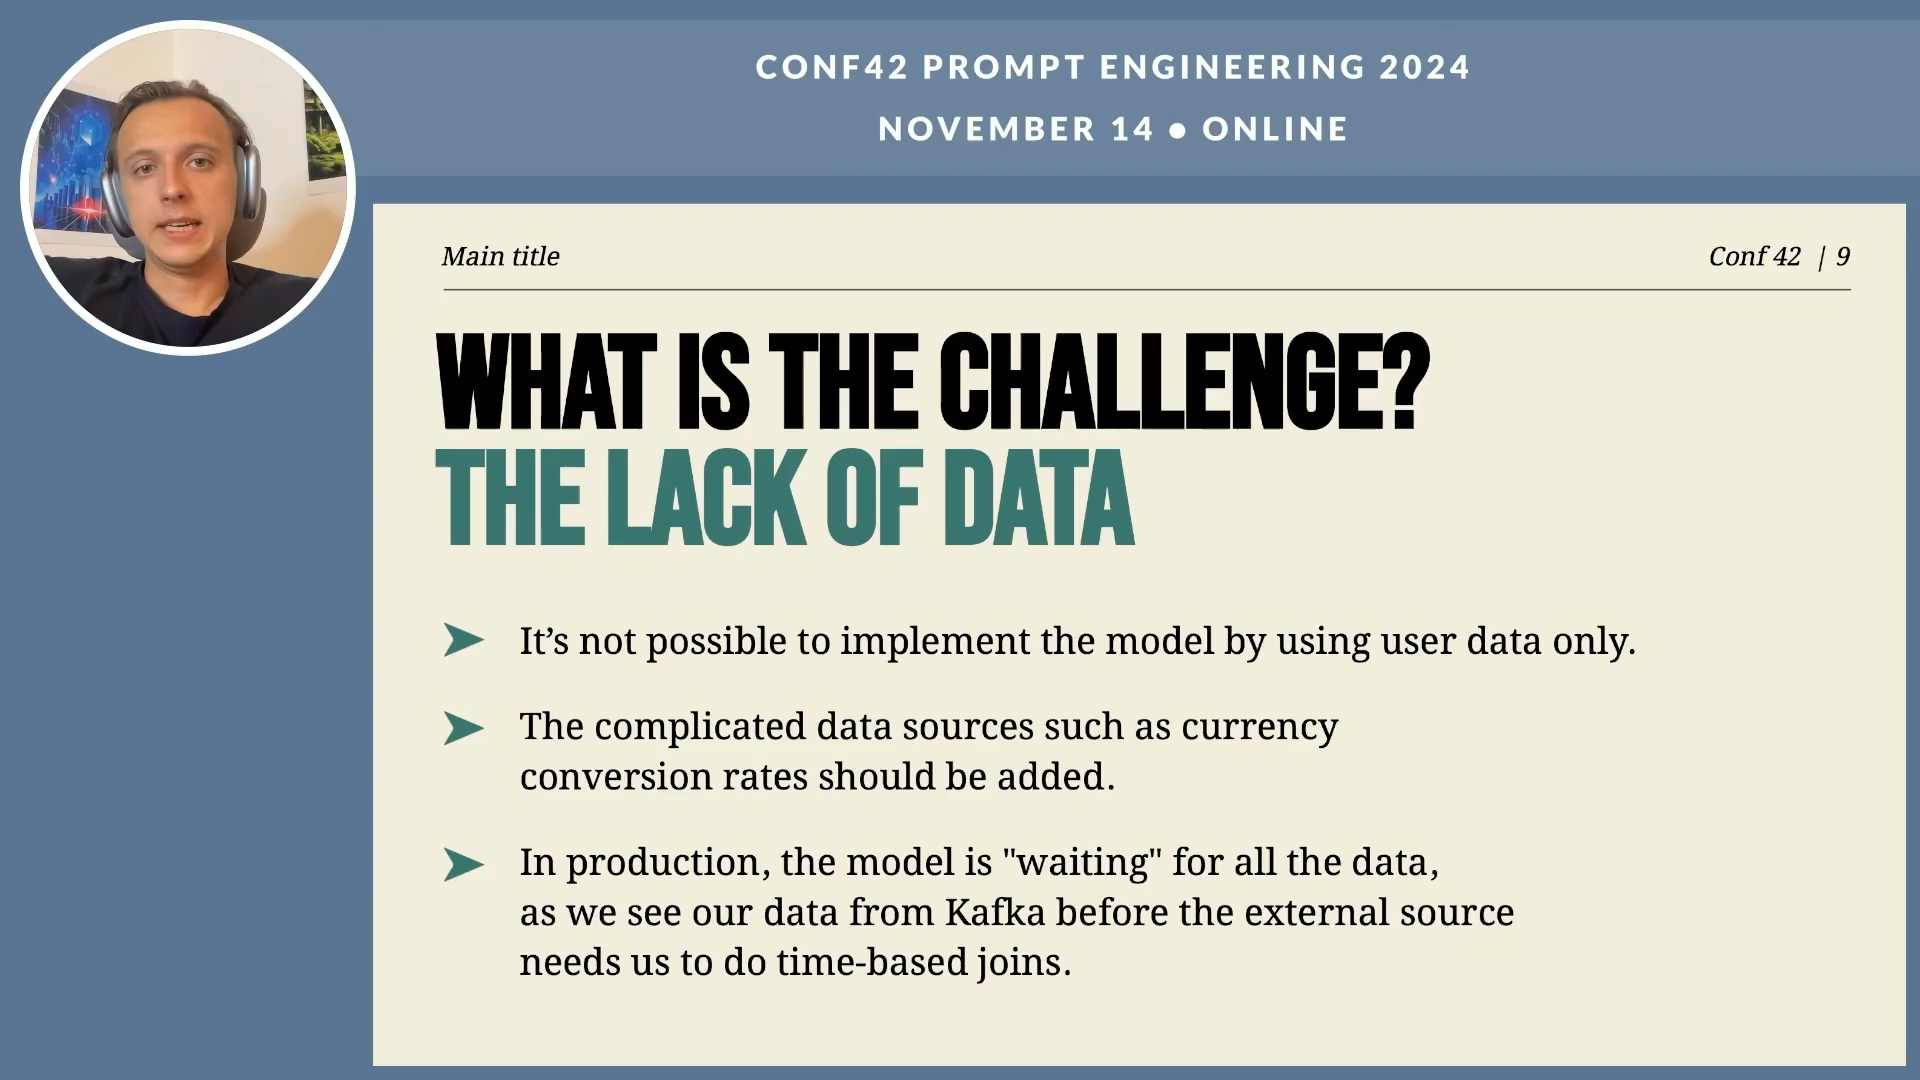 CONF42 PROMPT ENGINEERING 2024
NOVEMBER 14 ● ONLINE
Main title
Conf 42 | 9
WHAT IS THE CHALLENGE?
THE LACK OF DATA
➤ It’s not possible to implement the model by using user data only.
➤ The complicated data sources such as currency
conversion rates should be added.
➤ In production, the model is "waiting" for all the data,
as we see our data from Kafka before the external source
needs us to do time-based joins.